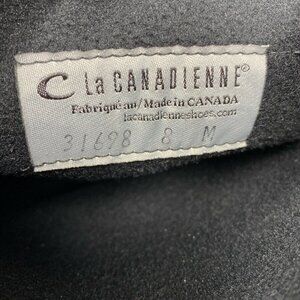 C La CANADIENNE®
Fabriqué au/Made in CANADA
lacanadienneshoes.com
31698 8 M